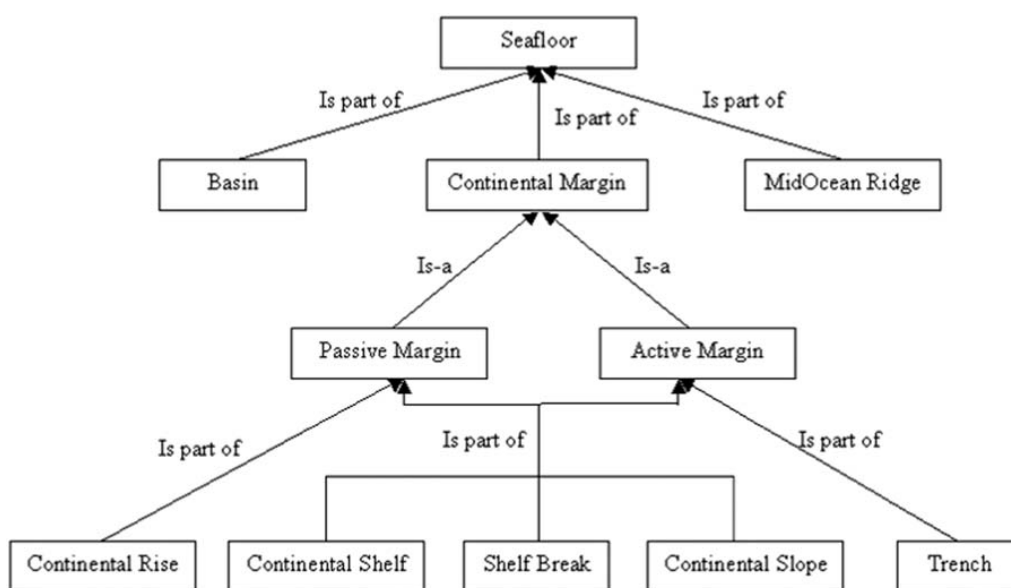 Seafloor
Is part of
Is part of
Is part of
Basin
Continental Margin
MidOcean Ridge
Is-a
Is-a
Passive Margin
Active Margin
Is part of
Is part of
Is part of
Continental Rise
Continental Shelf
Shelf Break
Continental Slope
Trench